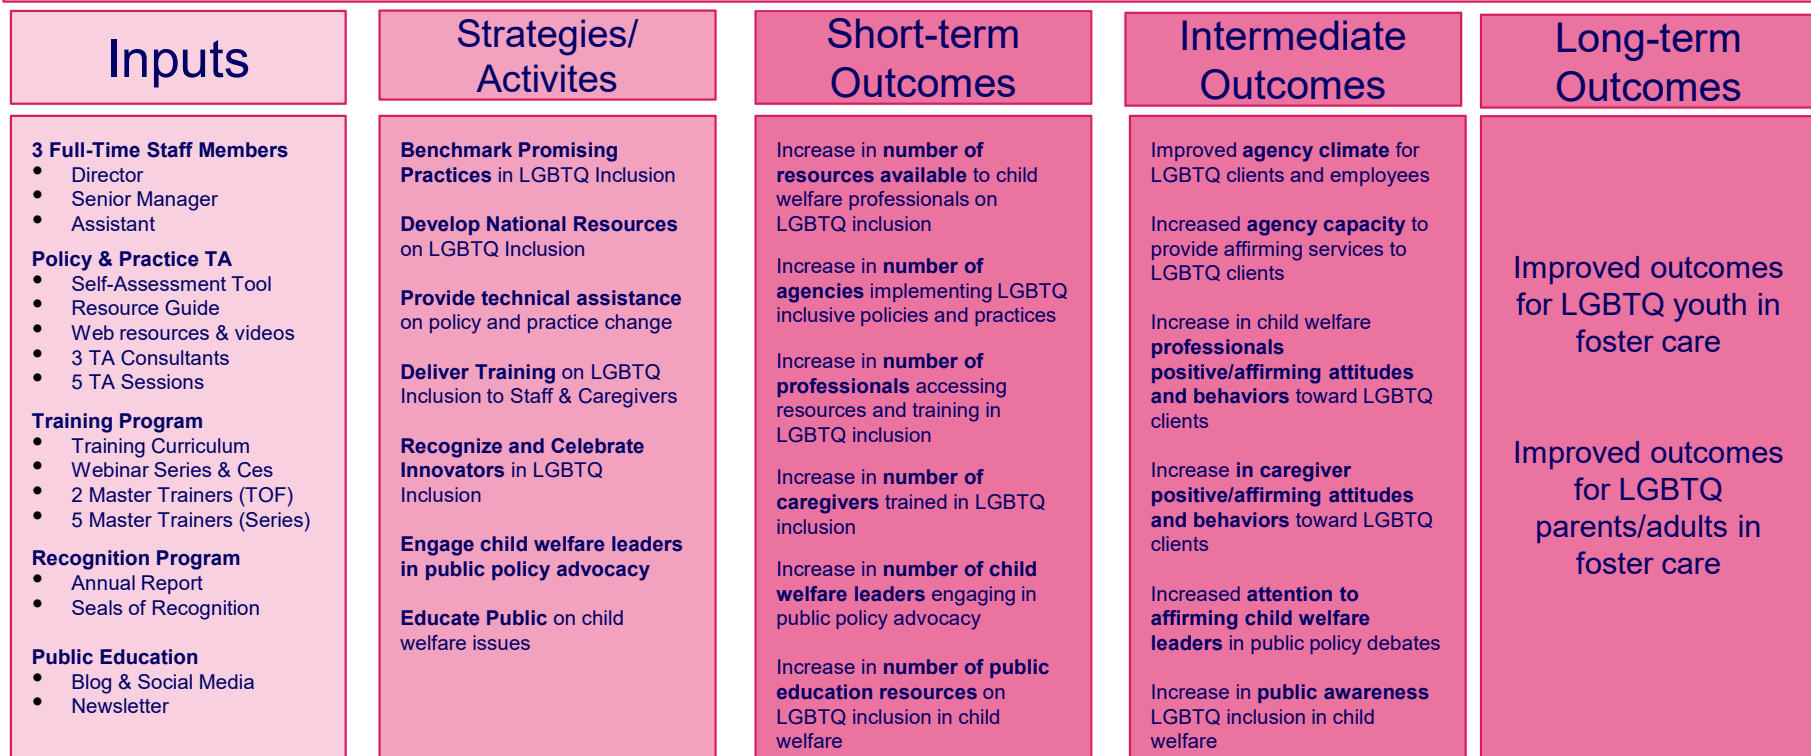 Inputs
3 Full-Time Staff Members
• Director
• Senior Manager
• Assistant
Policy & Practice TA
• Self-Assessment Tool
• Resource Guide
• Web resources & videos
• 3 TA Consultants
• 5 TA Sessions
Training Program
• Training Curriculum
• Webinar Series & Ces
• 2 Master Trainers (TOF)
• 5 Master Trainers (Series)
Recognition Program
• Annual Report
• Seals of Recognition
Public Education
• Blog & Social Media
• Newsletter
Strategies/
Activites
Benchmark Promising
Practices in LGBTQ Inclusion
Develop National Resources
on LGBTQ Inclusion
Provide technical assistance
on policy and practice change
Deliver Training on LGBTQ
Inclusion to Staff & Caregivers
Recognize and Celebrate
Innovators in LGBTQ
Inclusion
Engage child welfare leaders
in public policy advocacy
Educate Public on child
welfare issues
Short-term
Outcomes
Increase in number of
resources available to child
welfare professionals on
LGBTQ inclusion
Increase in number of
agencies implementing LGBTQ
inclusive policies and practices
Increase in number of
professionals accessing
resources and training in
LGBTQ inclusion
Increase in number of
caregivers trained in LGBTQ
inclusion
Increase in number of child
welfare leaders engaging in
public policy advocacy
Increase in number of public
education resources on
LGBTQ inclusion in child
welfare
Intermediate
Outcomes
Improved agency climate for
LGBTQ clients and employees
Increased agency capacity to
provide affirming services to
LGBTQ clients
Increase in child welfare
professionals
positive/affirming attitudes
and behaviors toward LGBTQ
clients
Increase in caregiver
positive/affirming attitudes
and behaviors toward LGBTQ
clients
Increased attention to
affirming child welfare
leaders in public policy debates
Increase in public awareness
LGBTQ inclusion in child
welfare
Long-term
Outcomes
Improved outcomes
for LGBTQ youth in
foster care
Improved outcomes
for LGBTQ
parents/adults in
foster care